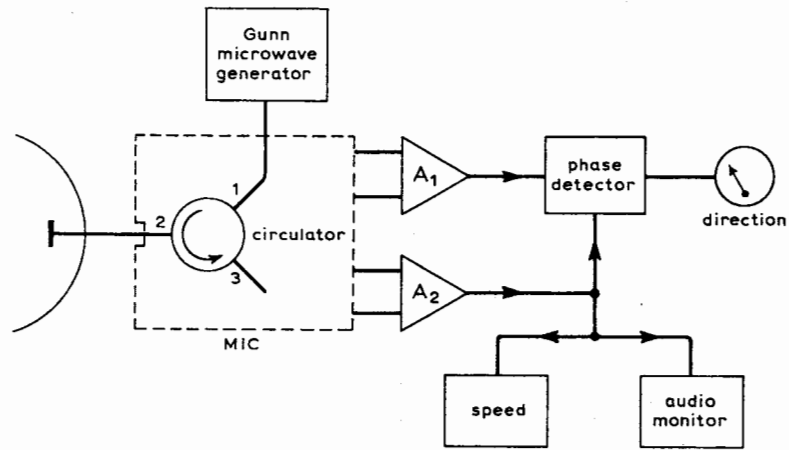 Gunn
microwave
generator
1
2
circulator
3
MIC
A1
A2
phase
detector
direction
speed
audio
monitor